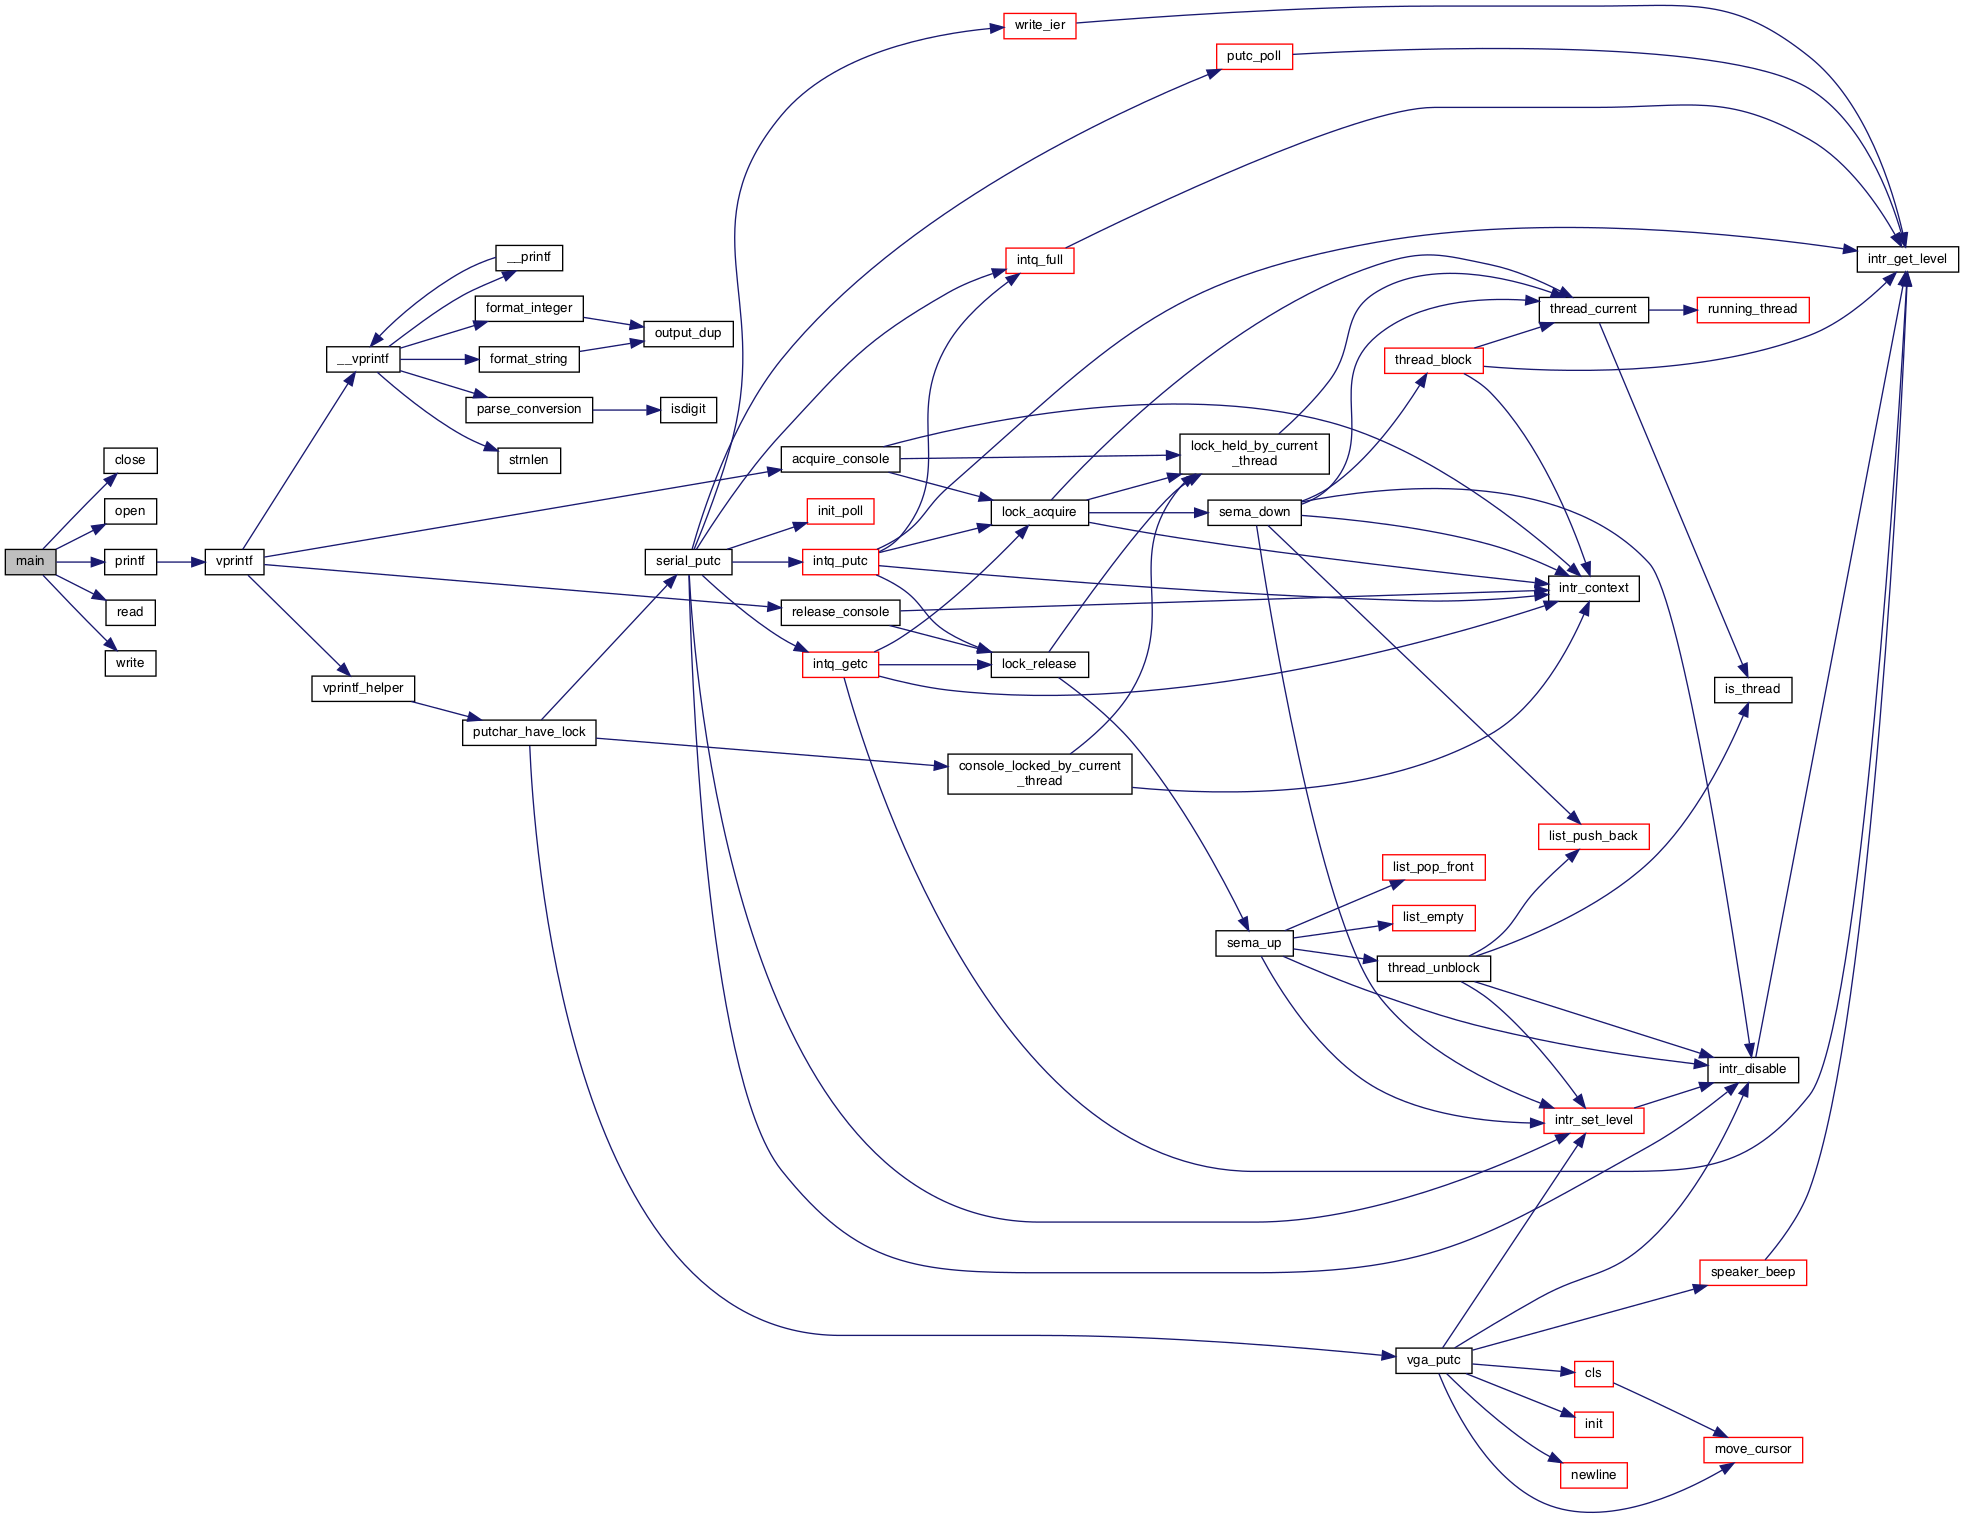 write_ier
putc_poll
__printf
intq_full
intr_get_level
format_integer
thread_current
running_thread
output_dup
__vprintf
format_string
thread_block
parse_conversion
isdigit
close
strnlen
acquire_console
lock_held_by_current
_thread
open
init_poll
lock_acquire
sema_down
main
printf
vprintf
serial_putc
intq_putc
intr_context
read
release_console
write
intq_getc
lock_release
vprintf_helper
is_thread
putchar_have_lock
console_locked_by_current
_thread
list_push_back
list_pop_front
list_empty
sema_up
thread_unblock
intr_disable
intr_set_level
speaker_beep
vga_putc
cls
init
move_cursor
newline